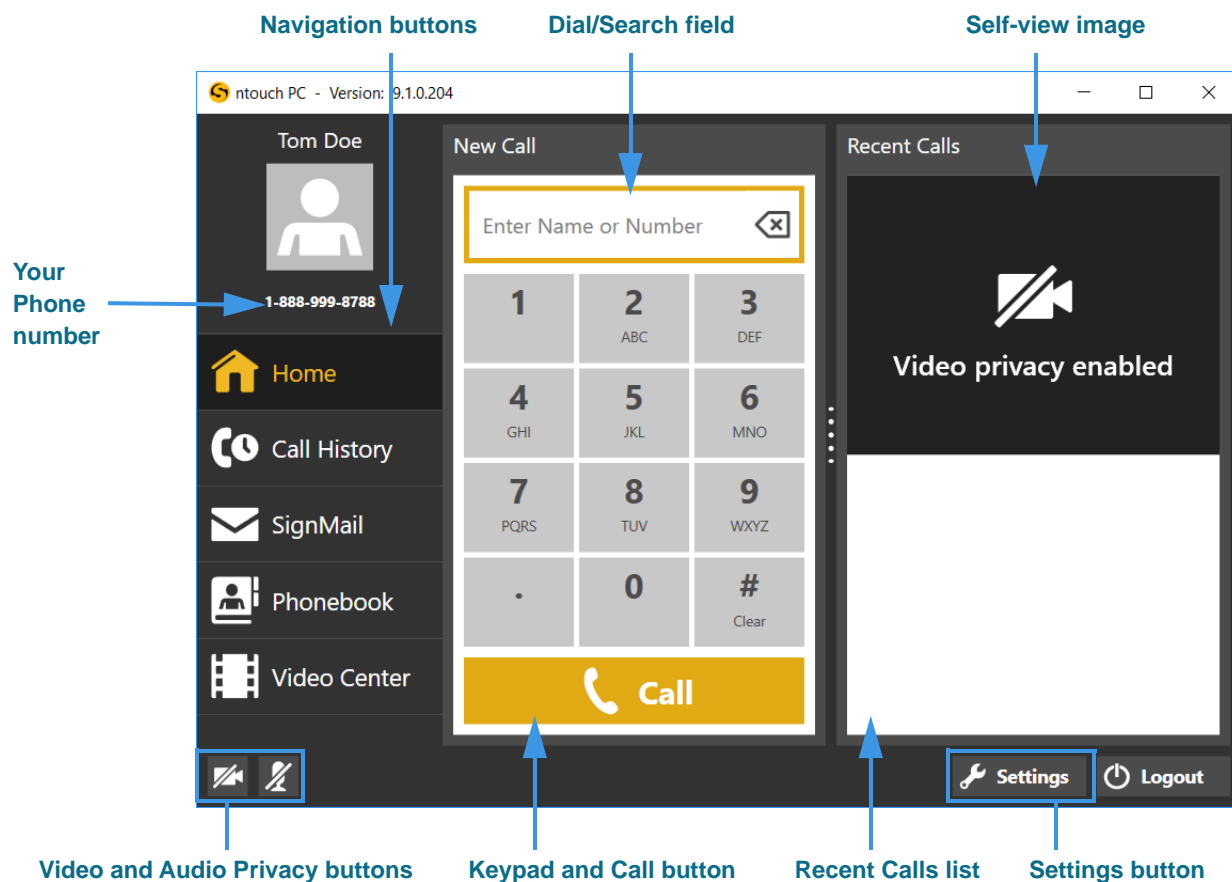 Navigation buttons
Dial/Search field
Self-view image
ntouch PC - Version: 9.1.0.204
Tom Doe
New Call
Recent Calls
Enter Name or Number
Your
Phone
number
1-888-999-8788
1
2
ABC
3
DEF
Video privacy enabled
Home
4
GHI
5
JKL
6
MNO
Call History
7
PQRS
8
TUV
9
WXYZ
SignMail
.
0
#
Clear
Phonebook
Video Center
Call
Settings
Logout
Video and Audio Privacy buttons
Keypad and Call button
Recent Calls list
Settings button